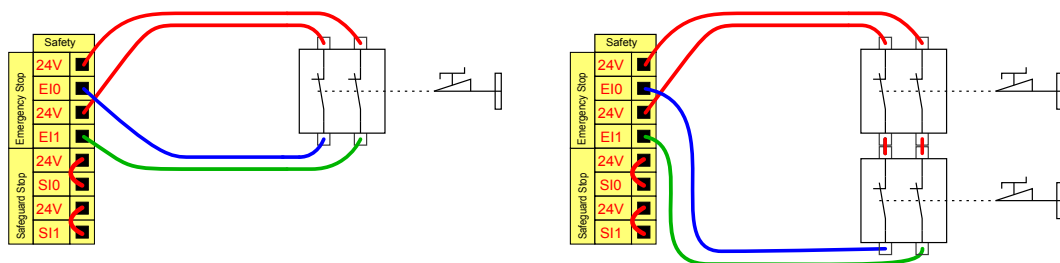 Safety
Emergency Stop
24V
EI0
24V
EI1
Safeguard Stop
24V
SI0
24V
SI1
Safety
Emergency Stop
24V
EI0
24V
EI1
Safeguard Stop
24V
SI0
24V
SI1